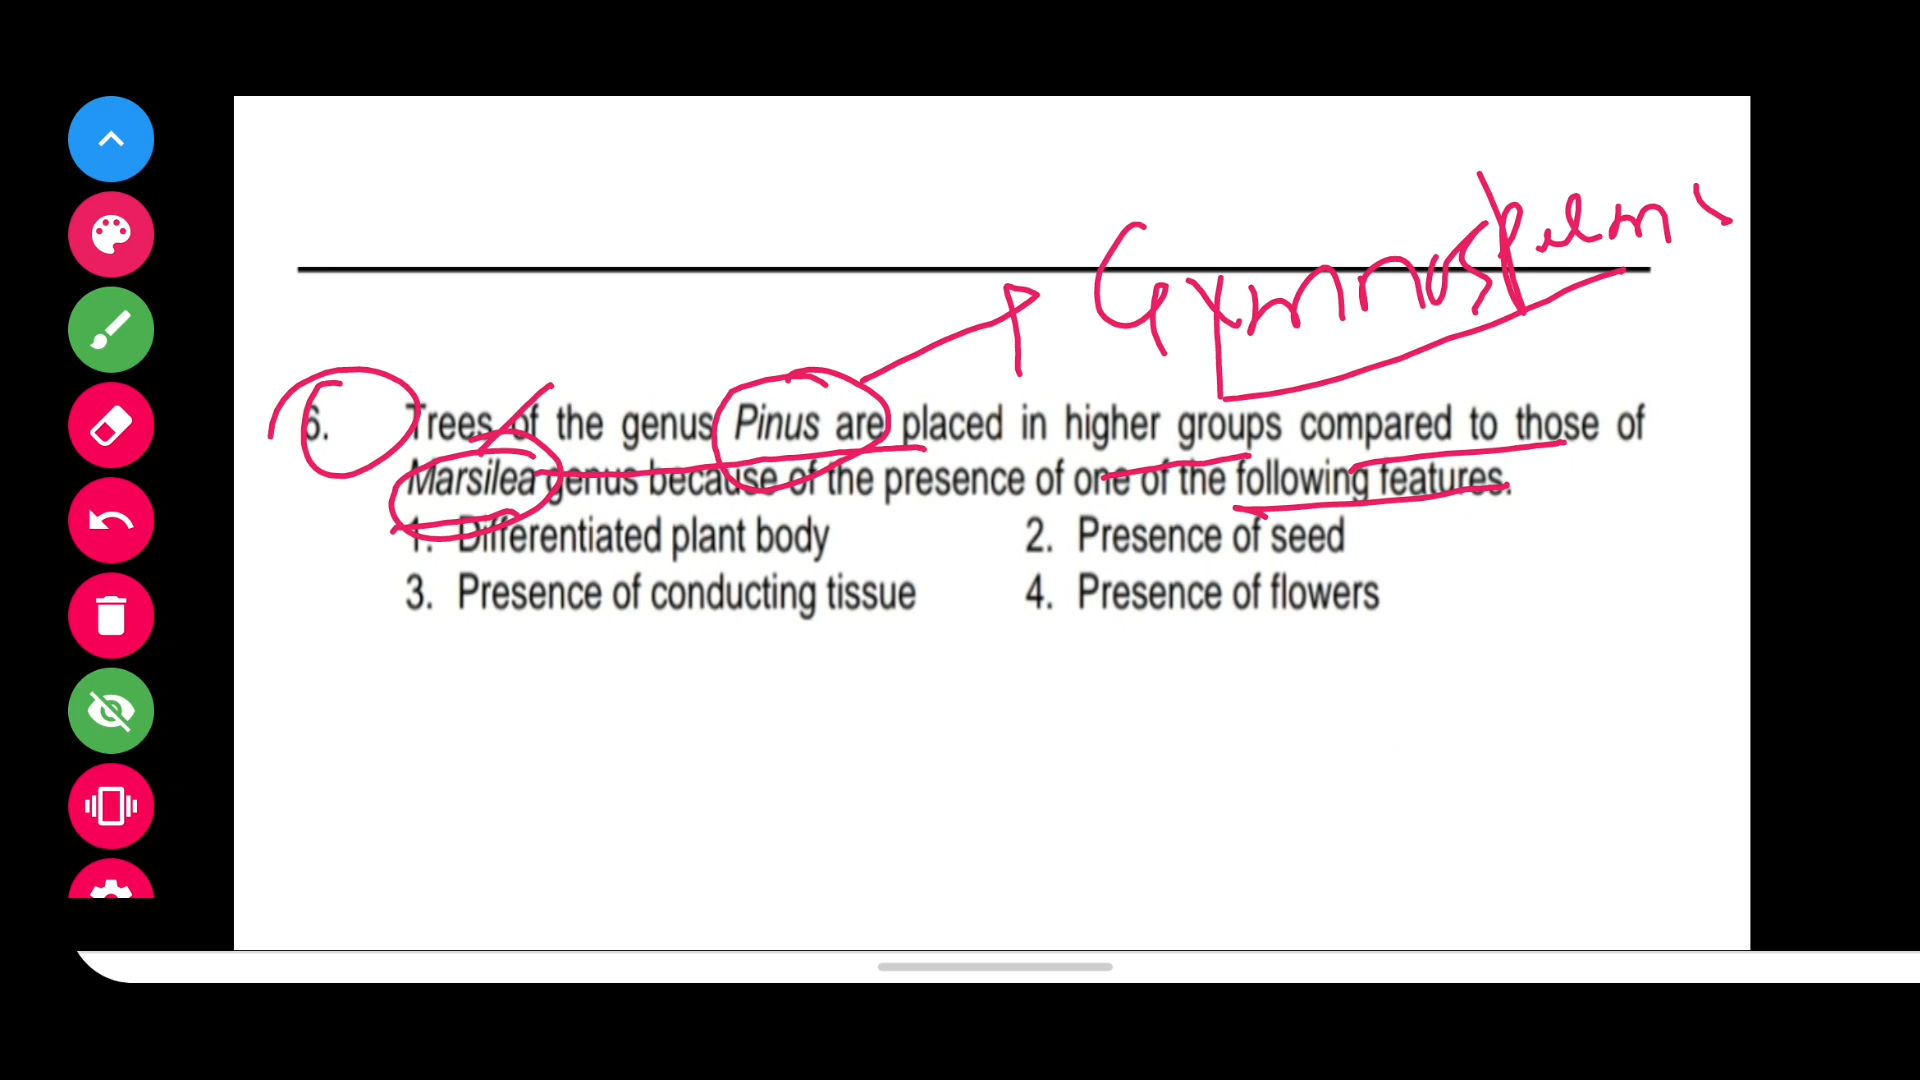 Gymnosperm
6. Trees of the genus Pinus are placed in higher groups compared to those of
Marsilea genus because of the presence of one of the following features.
1. Differentiated plant body 2. Presence of seed
3. Presence of conducting tissue 4. Presence of flowers